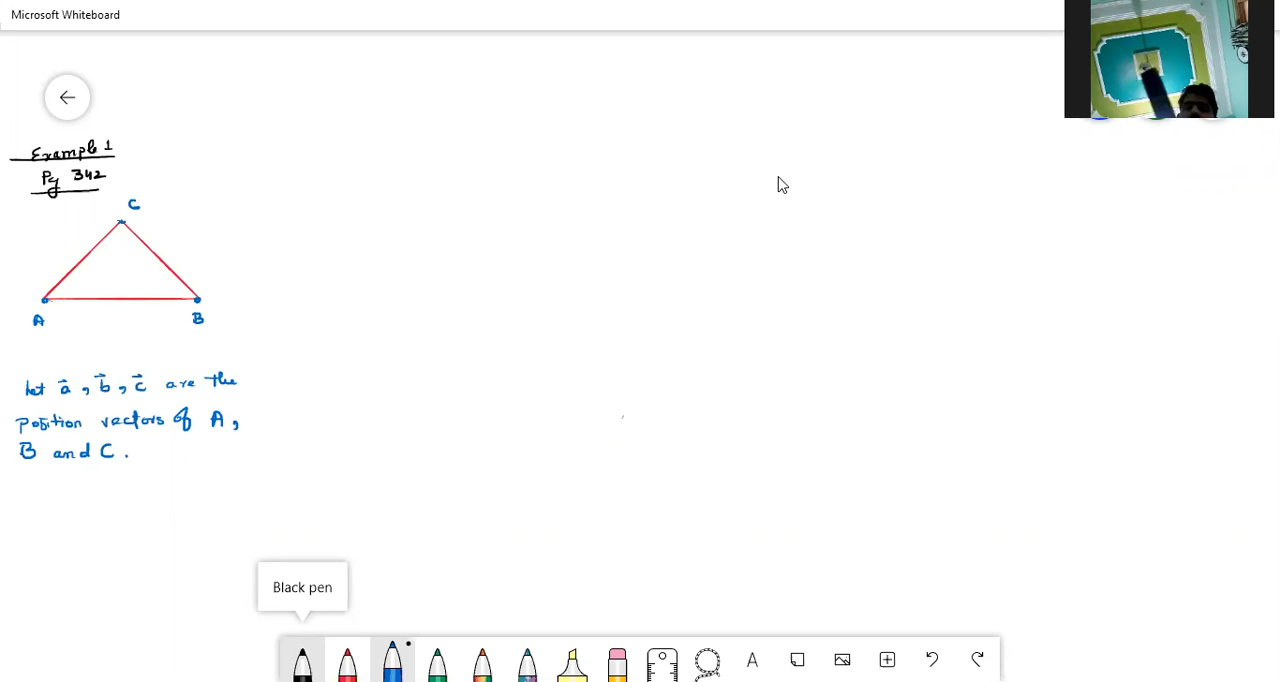 Microsoft Whiteboard
Example 1
Pg 342
C
A B
Let a⃗, b⃗, c⃗ are the
position vectors of A,
B and C.
Black pen
A